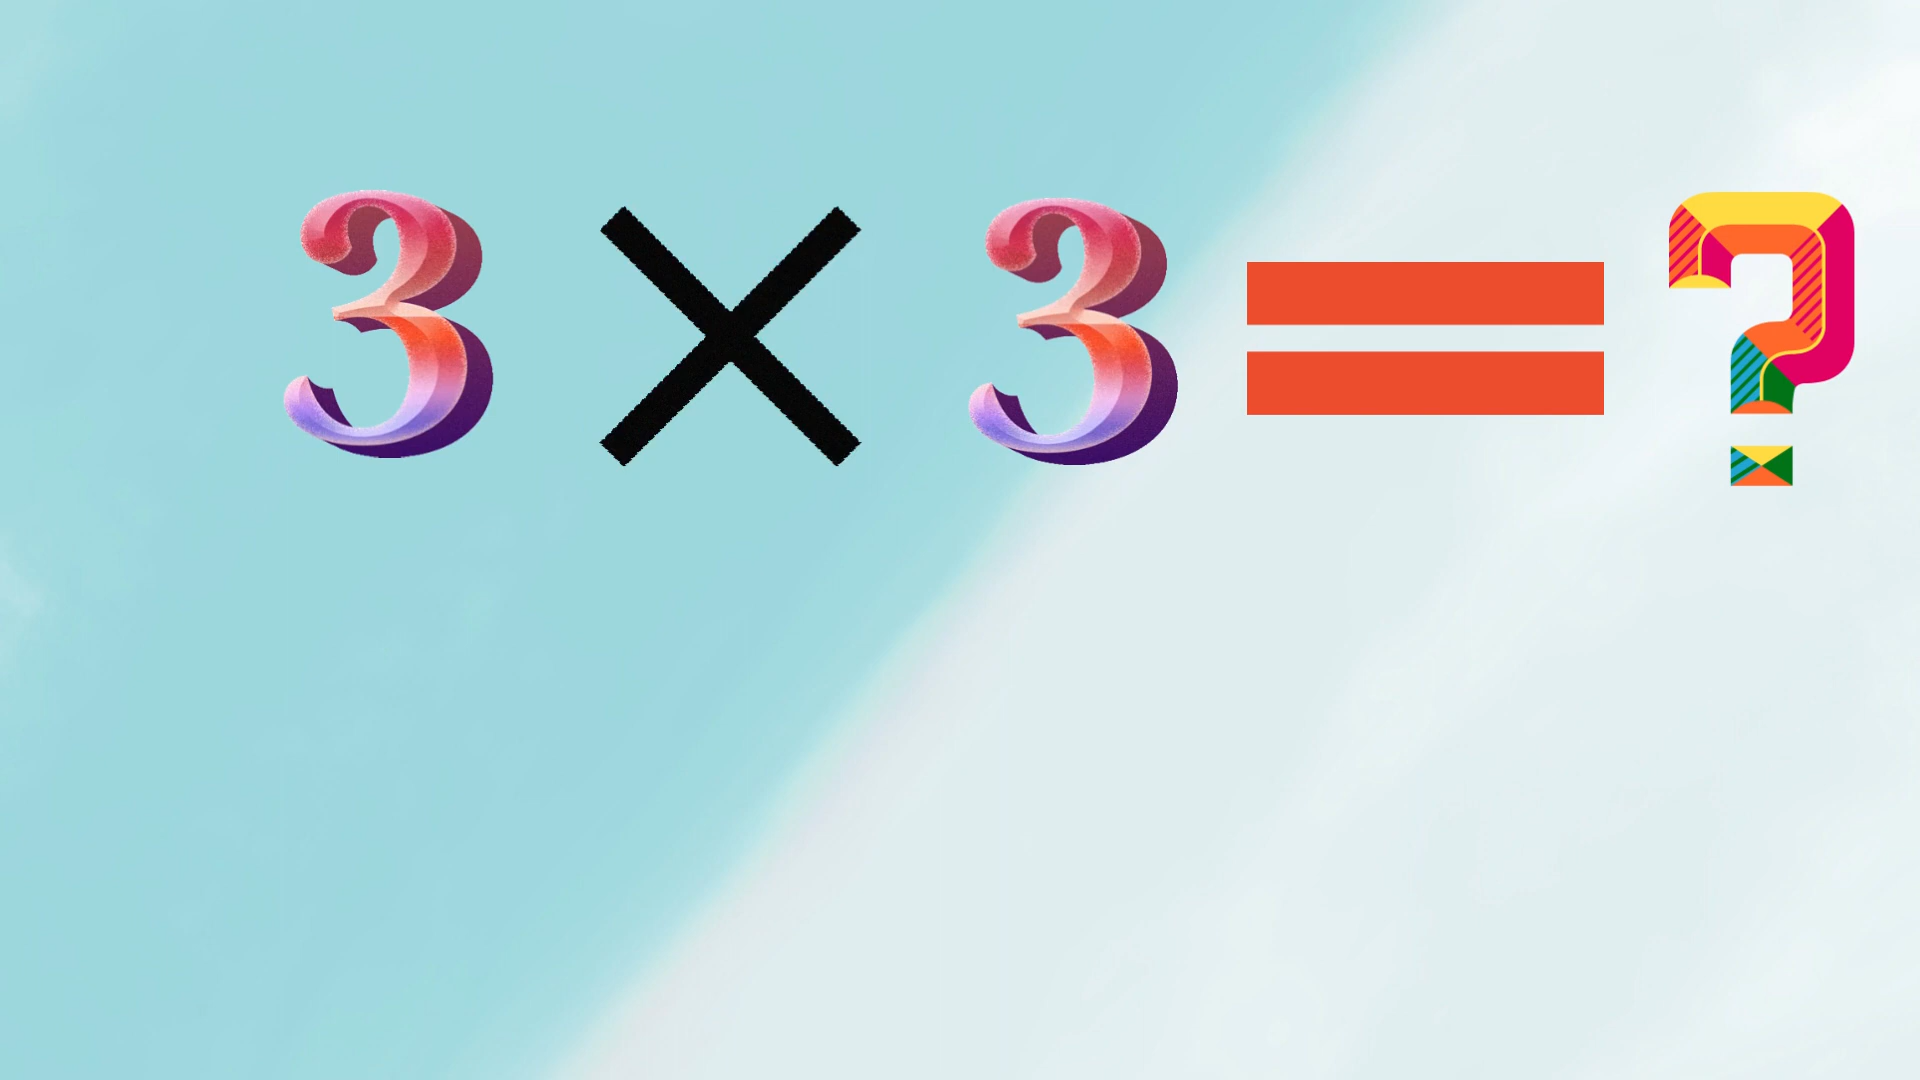 3 × 3 = ?